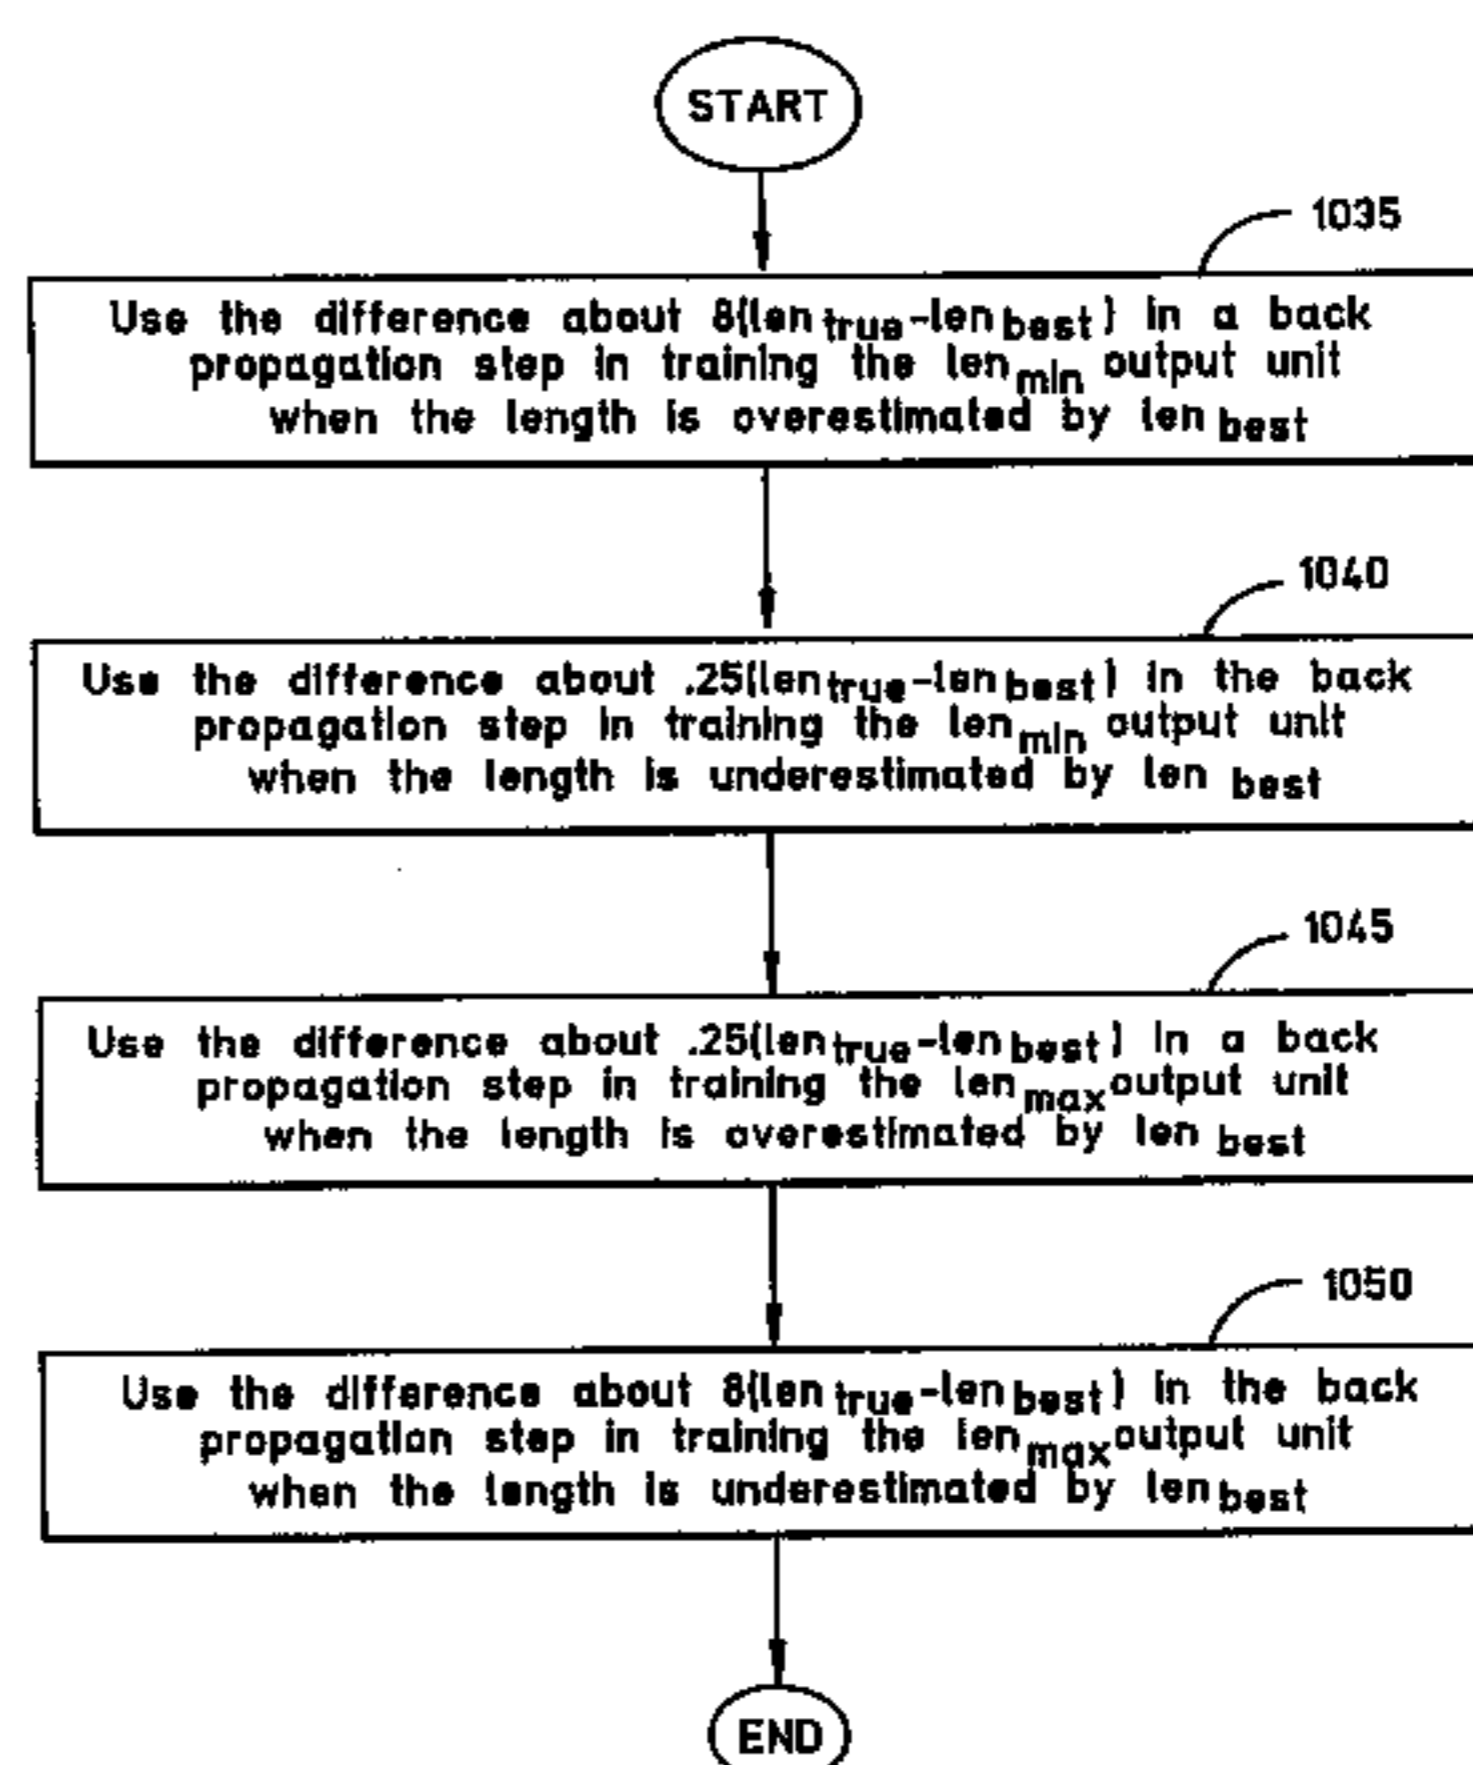 START
1035
Use the difference about 8(len true-len best) in a back
propagation step in training the len min output unit
when the length is overestimated by len best
1040
Use the difference about .25(len true-len best) in the back
propagation step in training the len min output unit
when the length is underestimated by len best
1045
Use the difference about .25(len true-len best) in a back
propagation step in training the len max output unit
when the length is overestimated by len best
1050
Use the difference about 8(len true-len best) in the back
propagation step in training the len max output unit
when the length is underestimated by len best
END